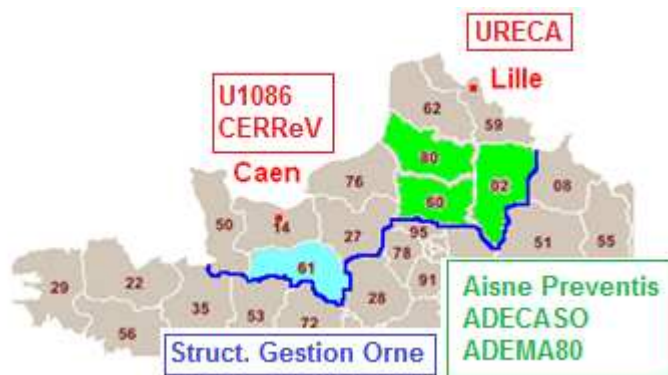 URECA
Lille
U1086
CERReV
Caen
62
59
80
02
08
76
60
50
14
27
95
51
55
78
61
91
29
22
35
53
28
56
72
Aisne Preventis
ADECASO
ADEMA80
Struct. Gestion Orne